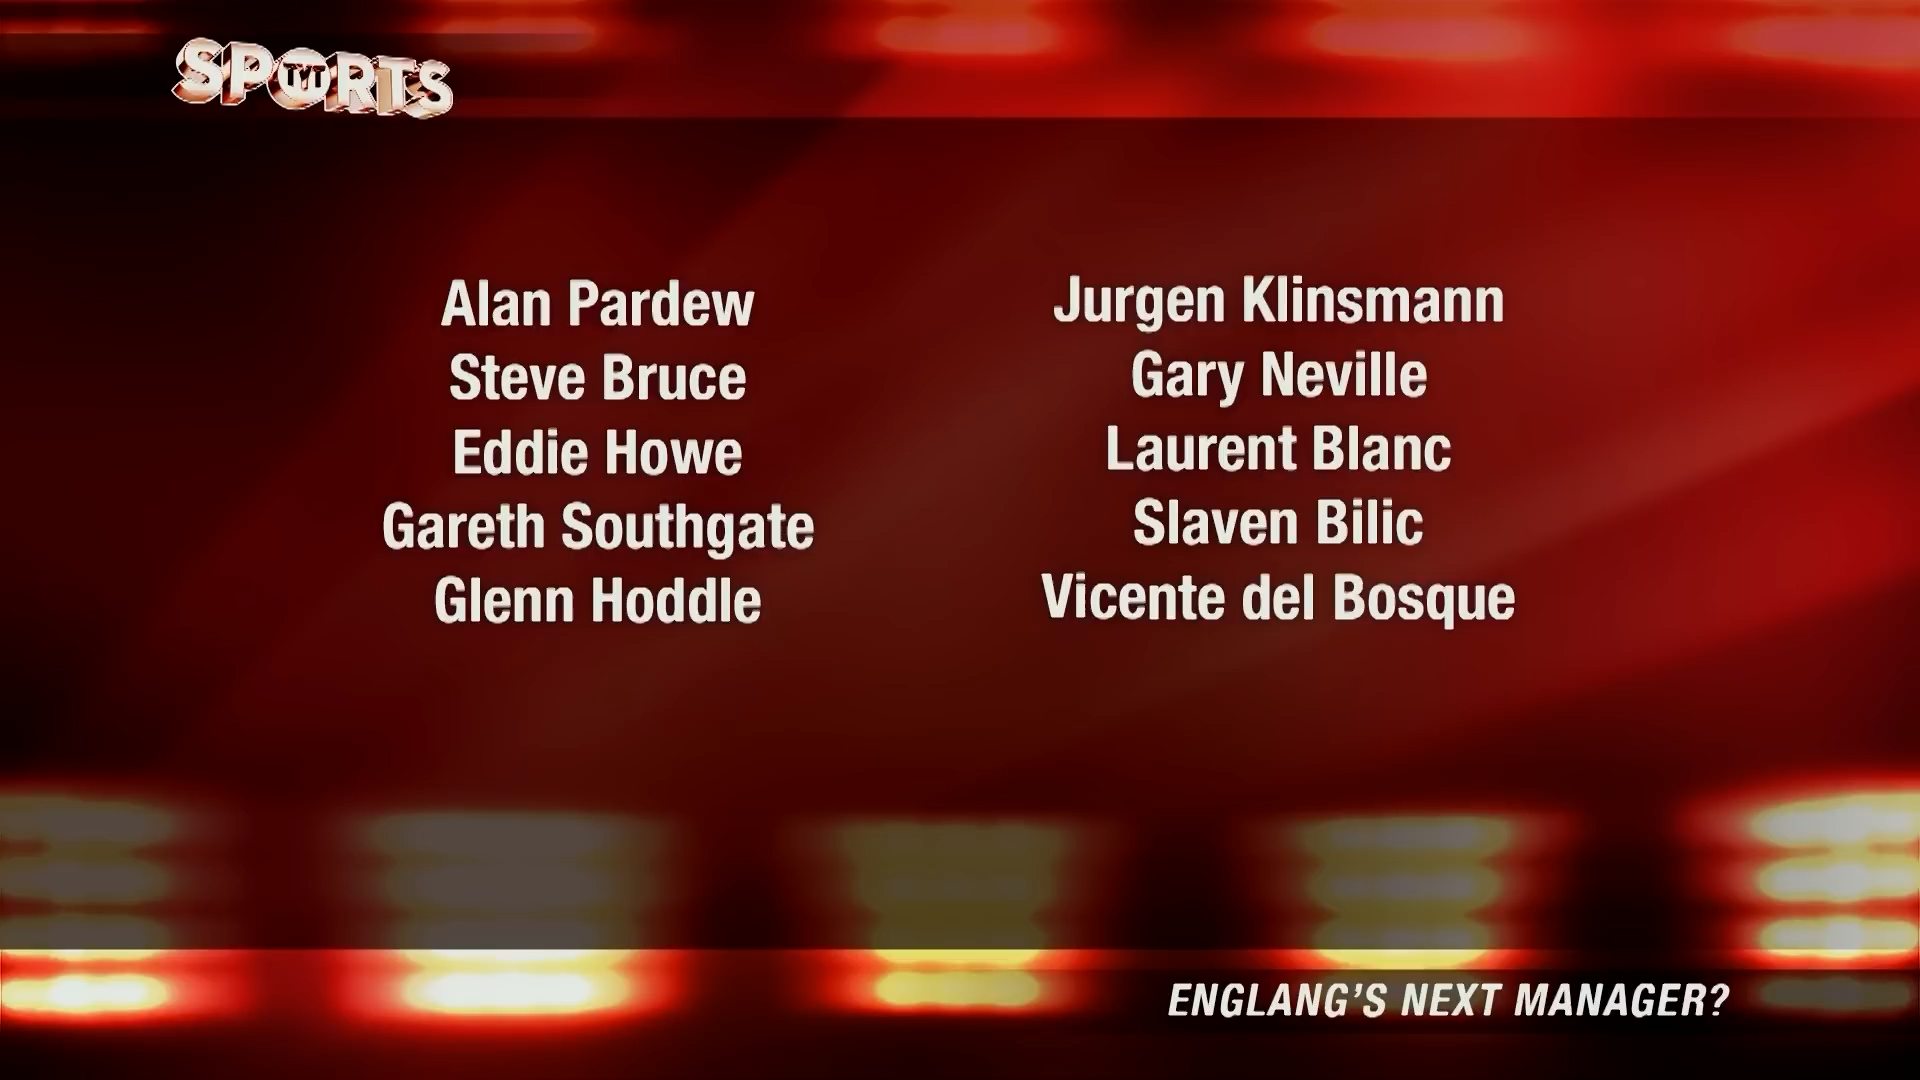 SPORTS
TYT
Alan Pardew
Steve Bruce
Eddie Howe
Gareth Southgate
Glenn Hoddle
Jurgen Klinsmann
Gary Neville
Laurent Blanc
Slaven Bilic
Vicente del Bosque
ENGLANG'S NEXT MANAGER?